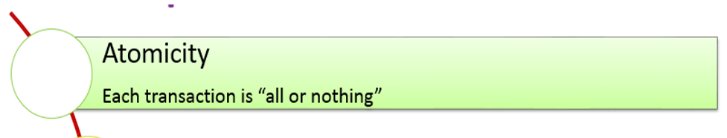 Atomicity
Each transaction is “all or nothing”